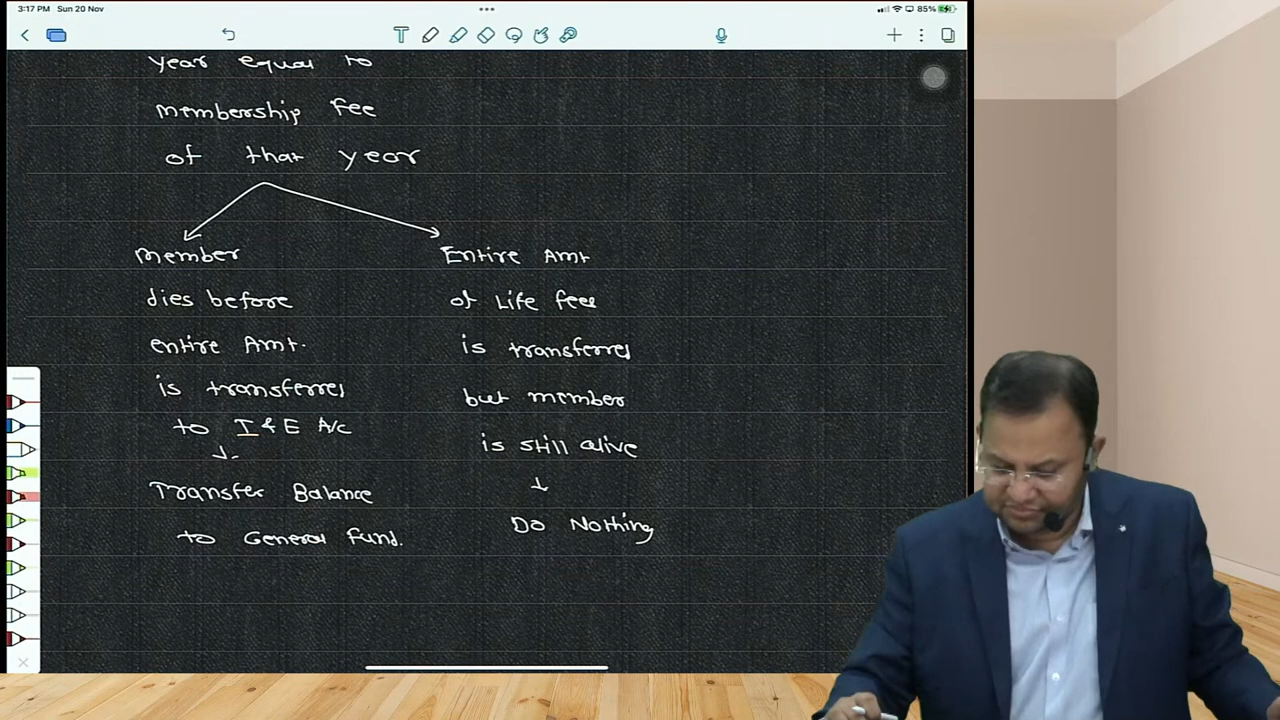 3:17 PM Sun 20 Nov
85%
year equal to
membership fee
of that year
Member
dies before
entire Amt.
is transferred
to I & E A/c
Transfer Balance
to General Fund.
Entire Amt
of Life fees
is transferred
but member
is still alive
Do Nothing